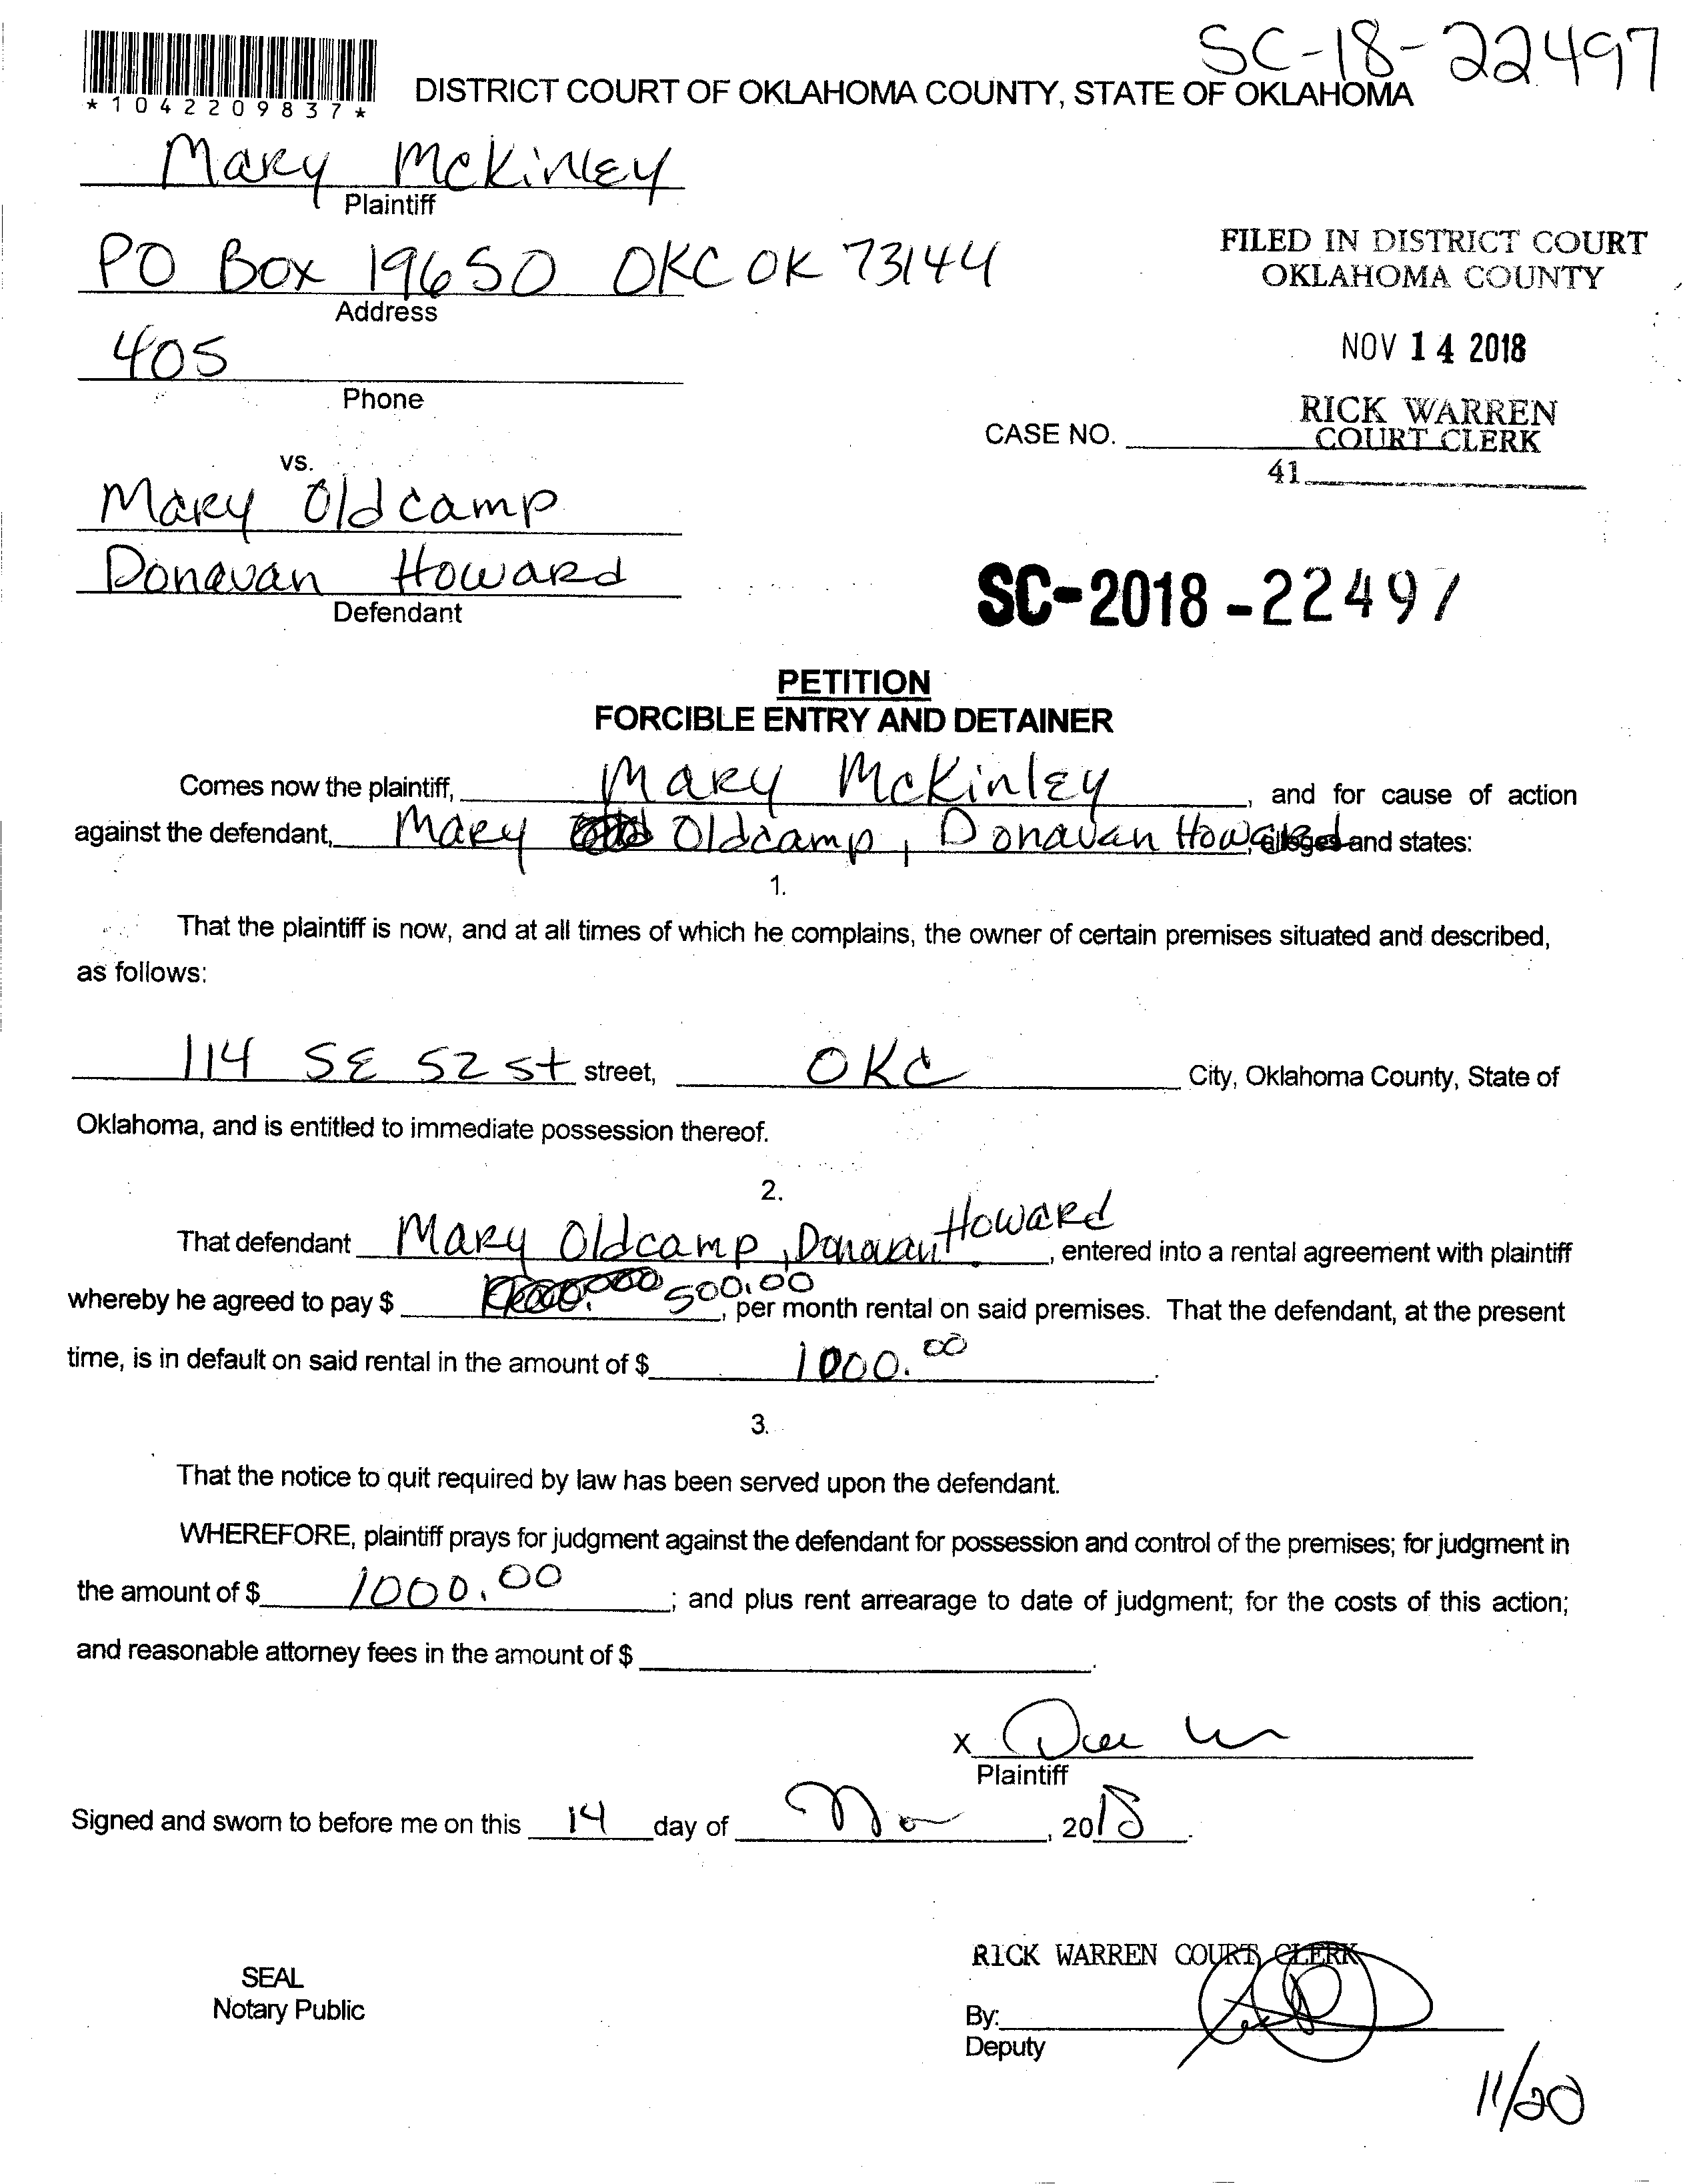 SC-18-22497
*1042209837*
DISTRICT COURT OF OKLAHOMA COUNTY, STATE OF OKLAHOMA
Mary McKinley
Plaintiff
PO Box 19650 OKC OK 73144
Address
FILED IN DISTRICT COURT
OKLAHOMA COUNTY
405
Phone
NOV 14 2018
RICK WARREN
COURT CLERK
CASE NO.
41
vs.
Mary Oldcamp
Donavan Howard
Defendant
SC-2018-22497
PETITION
FORCIBLE ENTRY AND DETAINER
Comes now the plaintiff, Mary McKinley, and for cause of action
against the defendant, Mary Oldcamp, Donavan Howard, alleges and states:
1.
That the plaintiff is now, and at all times of which he complains, the owner of certain premises situated and described,
as follows:
114 SE 52 st street, OKC City, Oklahoma County, State of
Oklahoma, and is entitled to immediate possession thereof.
2.
That defendant Mary Oldcamp, Donavan Howard, entered into a rental agreement with plaintiff
whereby he agreed to pay $ 500.00, per month rental on said premises. That the defendant, at the present
time, is in default on said rental in the amount of $ 1000.00.
3.
That the notice to quit required by law has been served upon the defendant.
WHEREFORE, plaintiff prays for judgment against the defendant for possession and control of the premises; for judgment in
the amount of $ 1000.00; and plus rent arrearage to date of judgment; for the costs of this action;
and reasonable attorney fees in the amount of $ .
X
Plaintiff
Signed and sworn to before me on this 14 day of Nov, 2018.
RICK WARREN COURT CLERK
SEAL
Notary Public
By:
Deputy
11/20